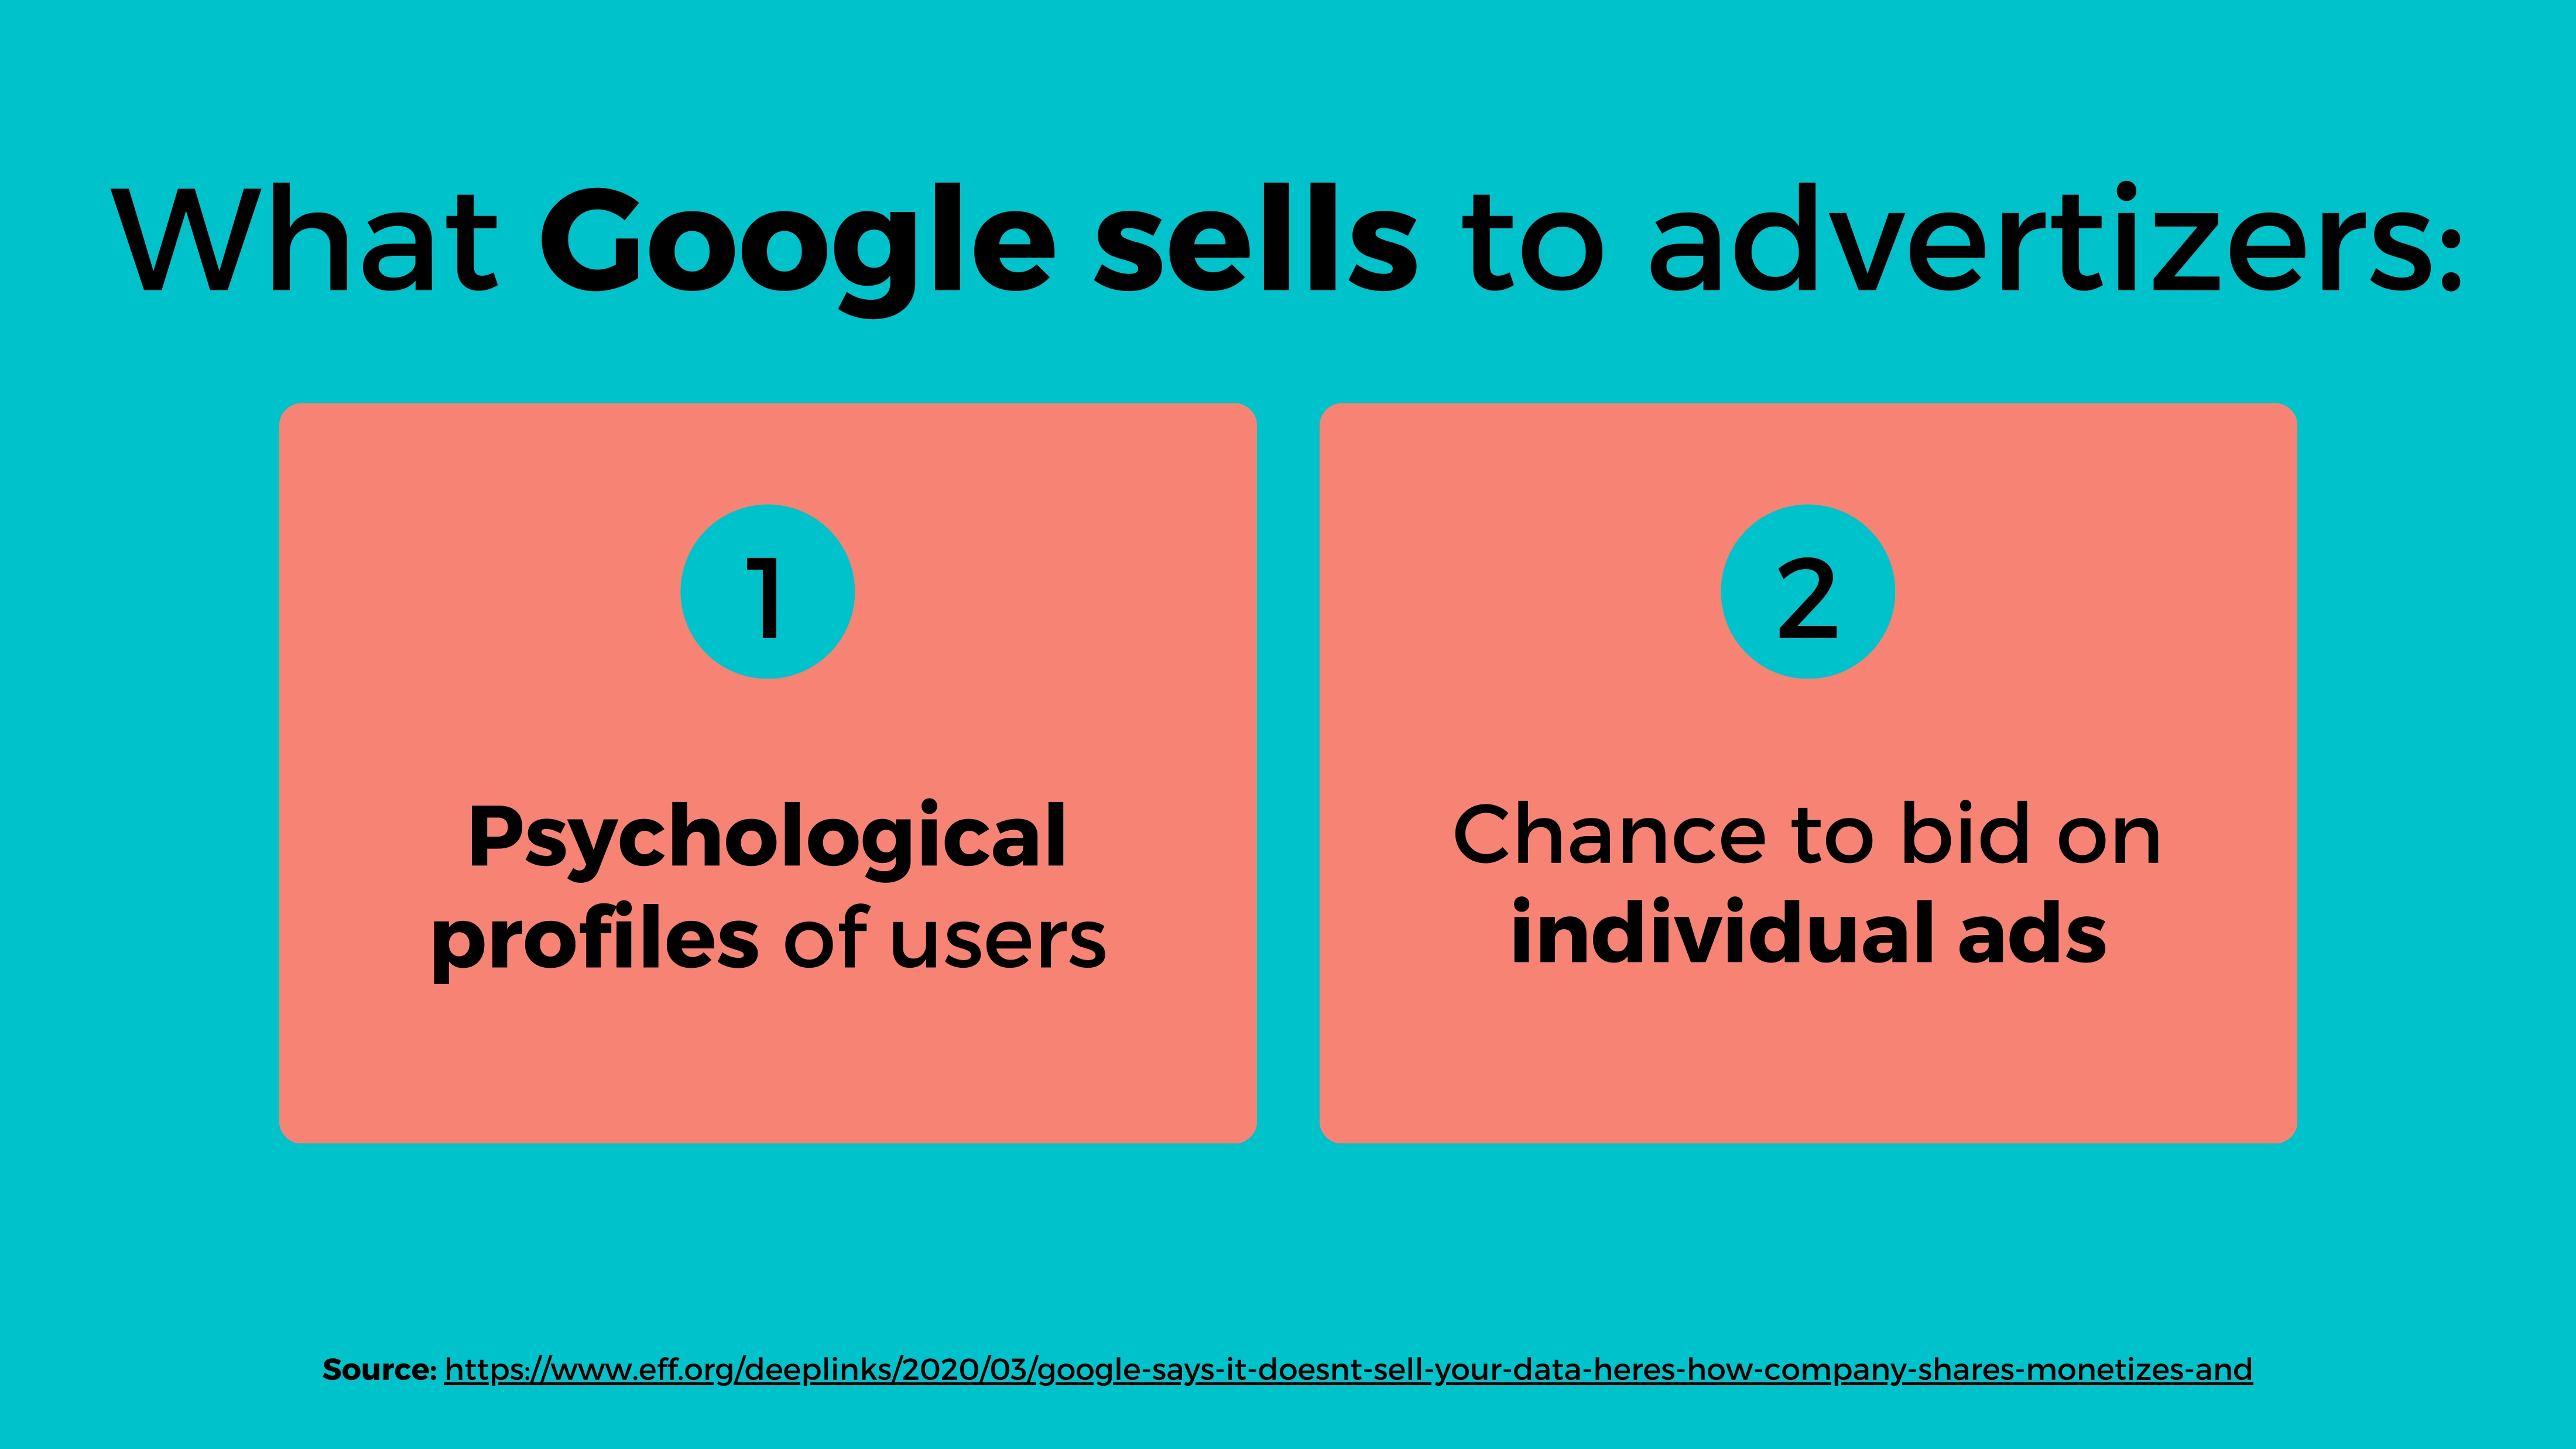 What Google sells to advertizers:
1
Psychological
profiles of users
2
Chance to bid on
individual ads
Source: https://www.eff.org/deeplinks/2020/03/google-says-it-doesnt-sell-your-data-heres-how-company-shares-monetizes-and